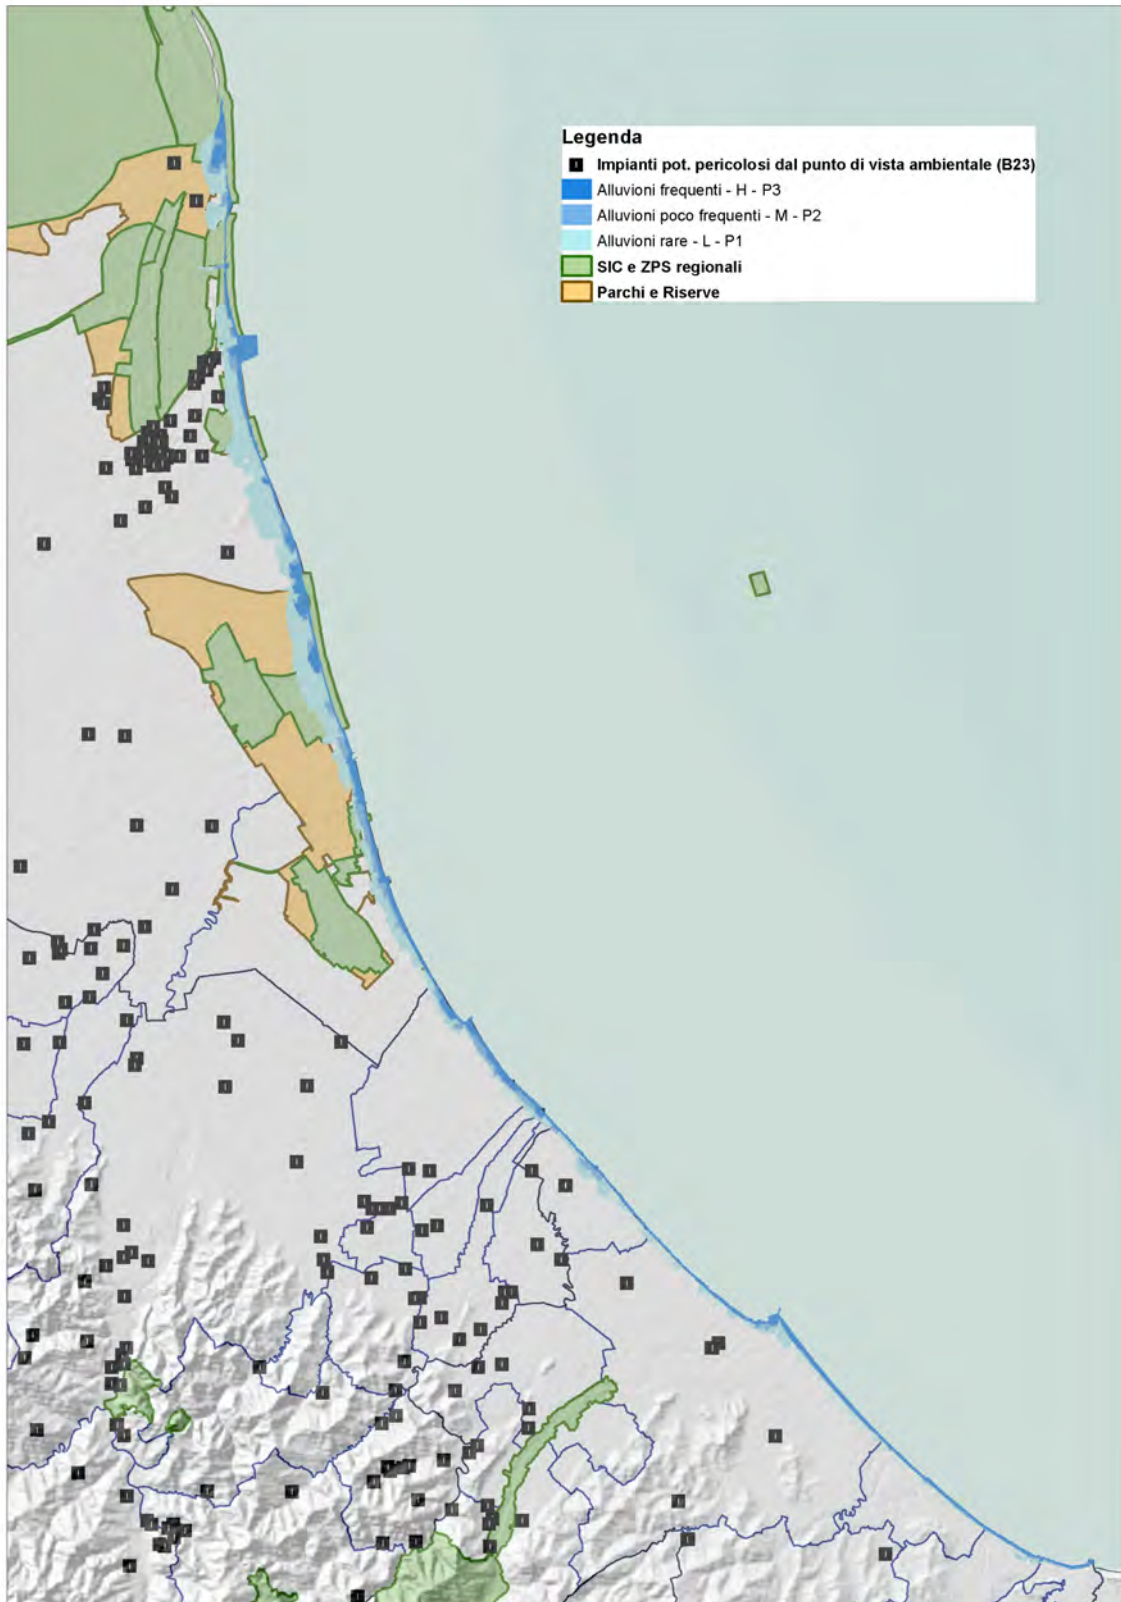 Legenda
Impianti pot. pericolosi dal punto di vista ambientale (B23)
Alluvioni frequenti - H - P3
Alluvioni poco frequenti - M - P2
Alluvioni rare - L - P1
SIC e ZPS regionali
Parchi e Riserve